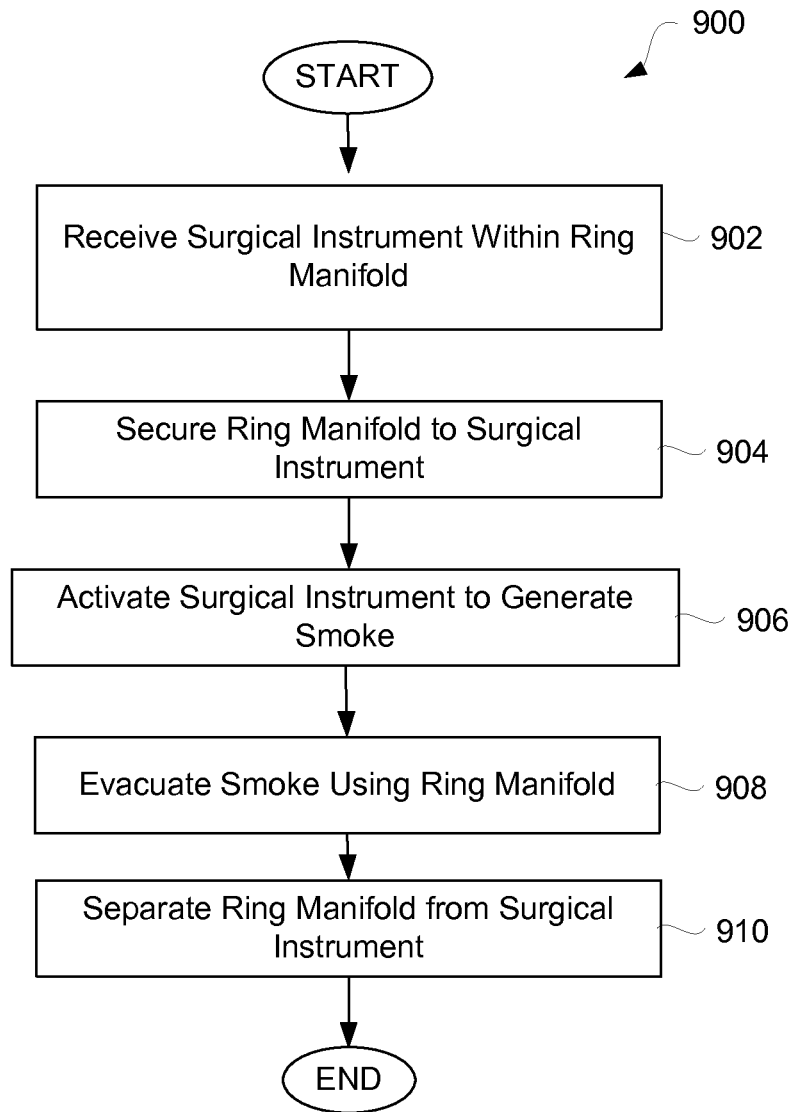 900
START
Receive Surgical Instrument Within Ring
Manifold
902
Secure Ring Manifold to Surgical
Instrument
904
Activate Surgical Instrument to Generate
Smoke
906
Evacuate Smoke Using Ring Manifold
908
Separate Ring Manifold from Surgical
Instrument
910
END